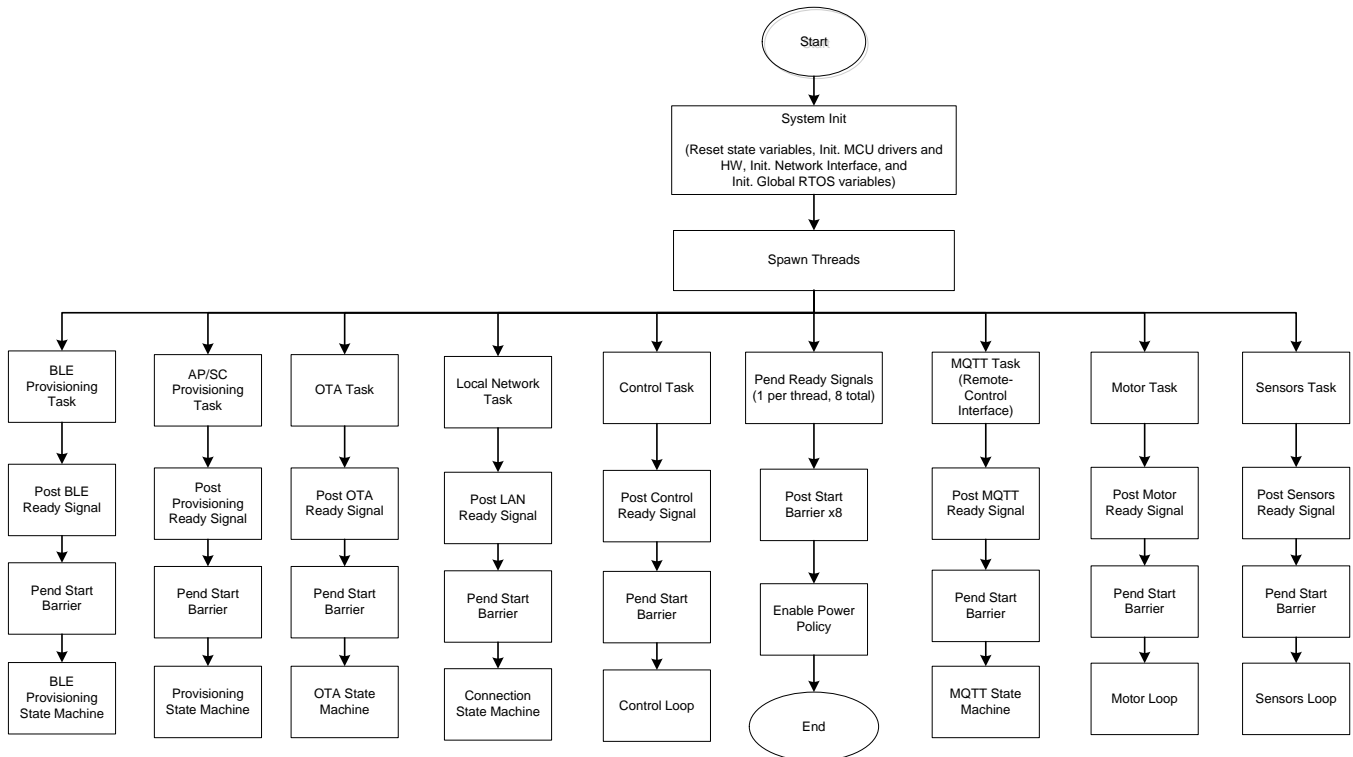 Start
System Init
(Reset state variables, Init. MCU drivers and
HW, Init. Network Interface, and
Init. Global RTOS variables)
Spawn Threads
BLE
Provisioning
Task
AP/SC
Provisioning
Task
OTA Task
Local Network
Task
Control Task
Pend Ready Signals
(1 per thread, 8 total)
MQTT Task
(Remote-
Control
Interface)
Motor Task
Sensors Task
Post BLE
Ready Signal
Post
Provisioning
Ready Signal
Post OTA
Ready Signal
Post LAN
Ready Signal
Post Control
Ready Signal
Post Start
Barrier x8
Post MQTT
Ready Signal
Post Motor
Ready Signal
Post Sensors
Ready Signal
Pend Start
Barrier
Pend Start
Barrier
Pend Start
Barrier
Pend Start
Barrier
Pend Start
Barrier
Enable Power
Policy
Pend Start
Barrier
Pend Start
Barrier
Pend Start
Barrier
BLE
Provisioning
State Machine
Provisioning
State Machine
OTA State
Machine
Connection
State Machine
Control Loop
End
MQTT State
Machine
Motor Loop
Sensors Loop